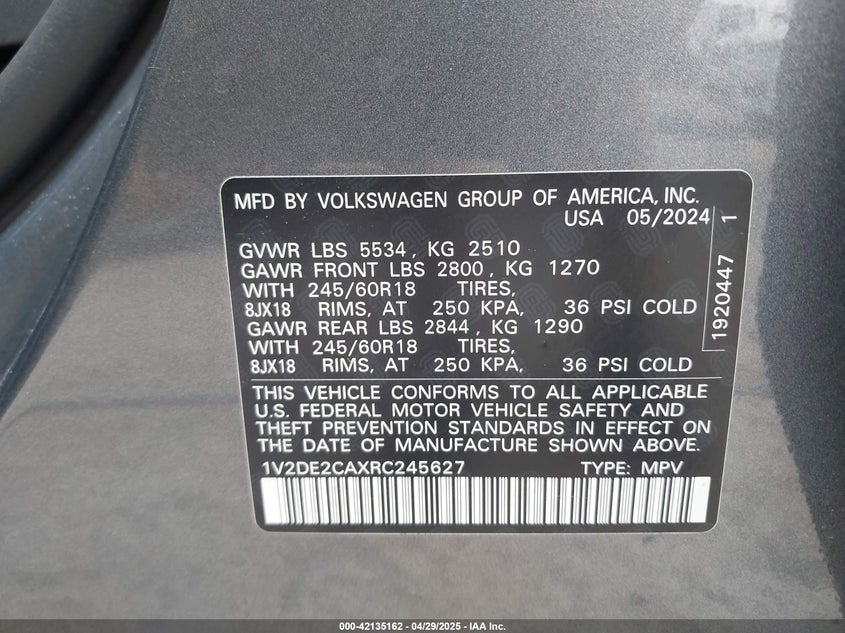 MFD BY VOLKSWAGEN GROUP OF AMERICA, INC.
USA 05/2024
GVWR LBS 5534, KG 2510
GAWR FRONT LBS 2800, KG 1270
WITH 245/60R18 TIRES,
8JX18 RIMS, AT 250 KPA, 36 PSI COLD
GAWR REAR LBS 2844, KG 1290
WITH 245/60R18 TIRES,
8JX18 RIMS, AT 250 KPA, 36 PSI COLD
1920447 1
THIS VEHICLE CONFORMS TO ALL APPLICABLE
U.S. FEDERAL MOTOR VEHICLE SAFETY AND
THEFT PREVENTION STANDARDS IN EFFECT ON
THE DATE OF MANUFACTURE SHOWN ABOVE.
1V2DE2CAXRC245627 TYPE: MPV
000-42135162 - 04/29/2025 - IAA Inc.